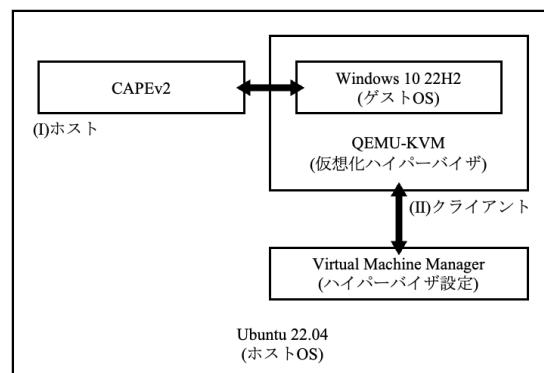 CAPEv2
Windows 10 22H2
(ゲストOS)
(I)ホスト
QEMU-KVM
(仮想化ハイパーバイザ)
(II)クライアント
Virtual Machine Manager
(ハイパーバイザ設定)
Ubuntu 22.04
(ホストOS)